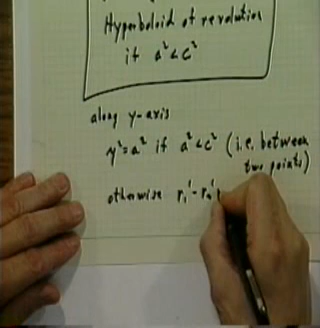 Hyperboloid of revolution
if a²<c²
along y-axis
y²=a² if a²<c² (i.e. between
two points)
otherwise r₁'-r₂'